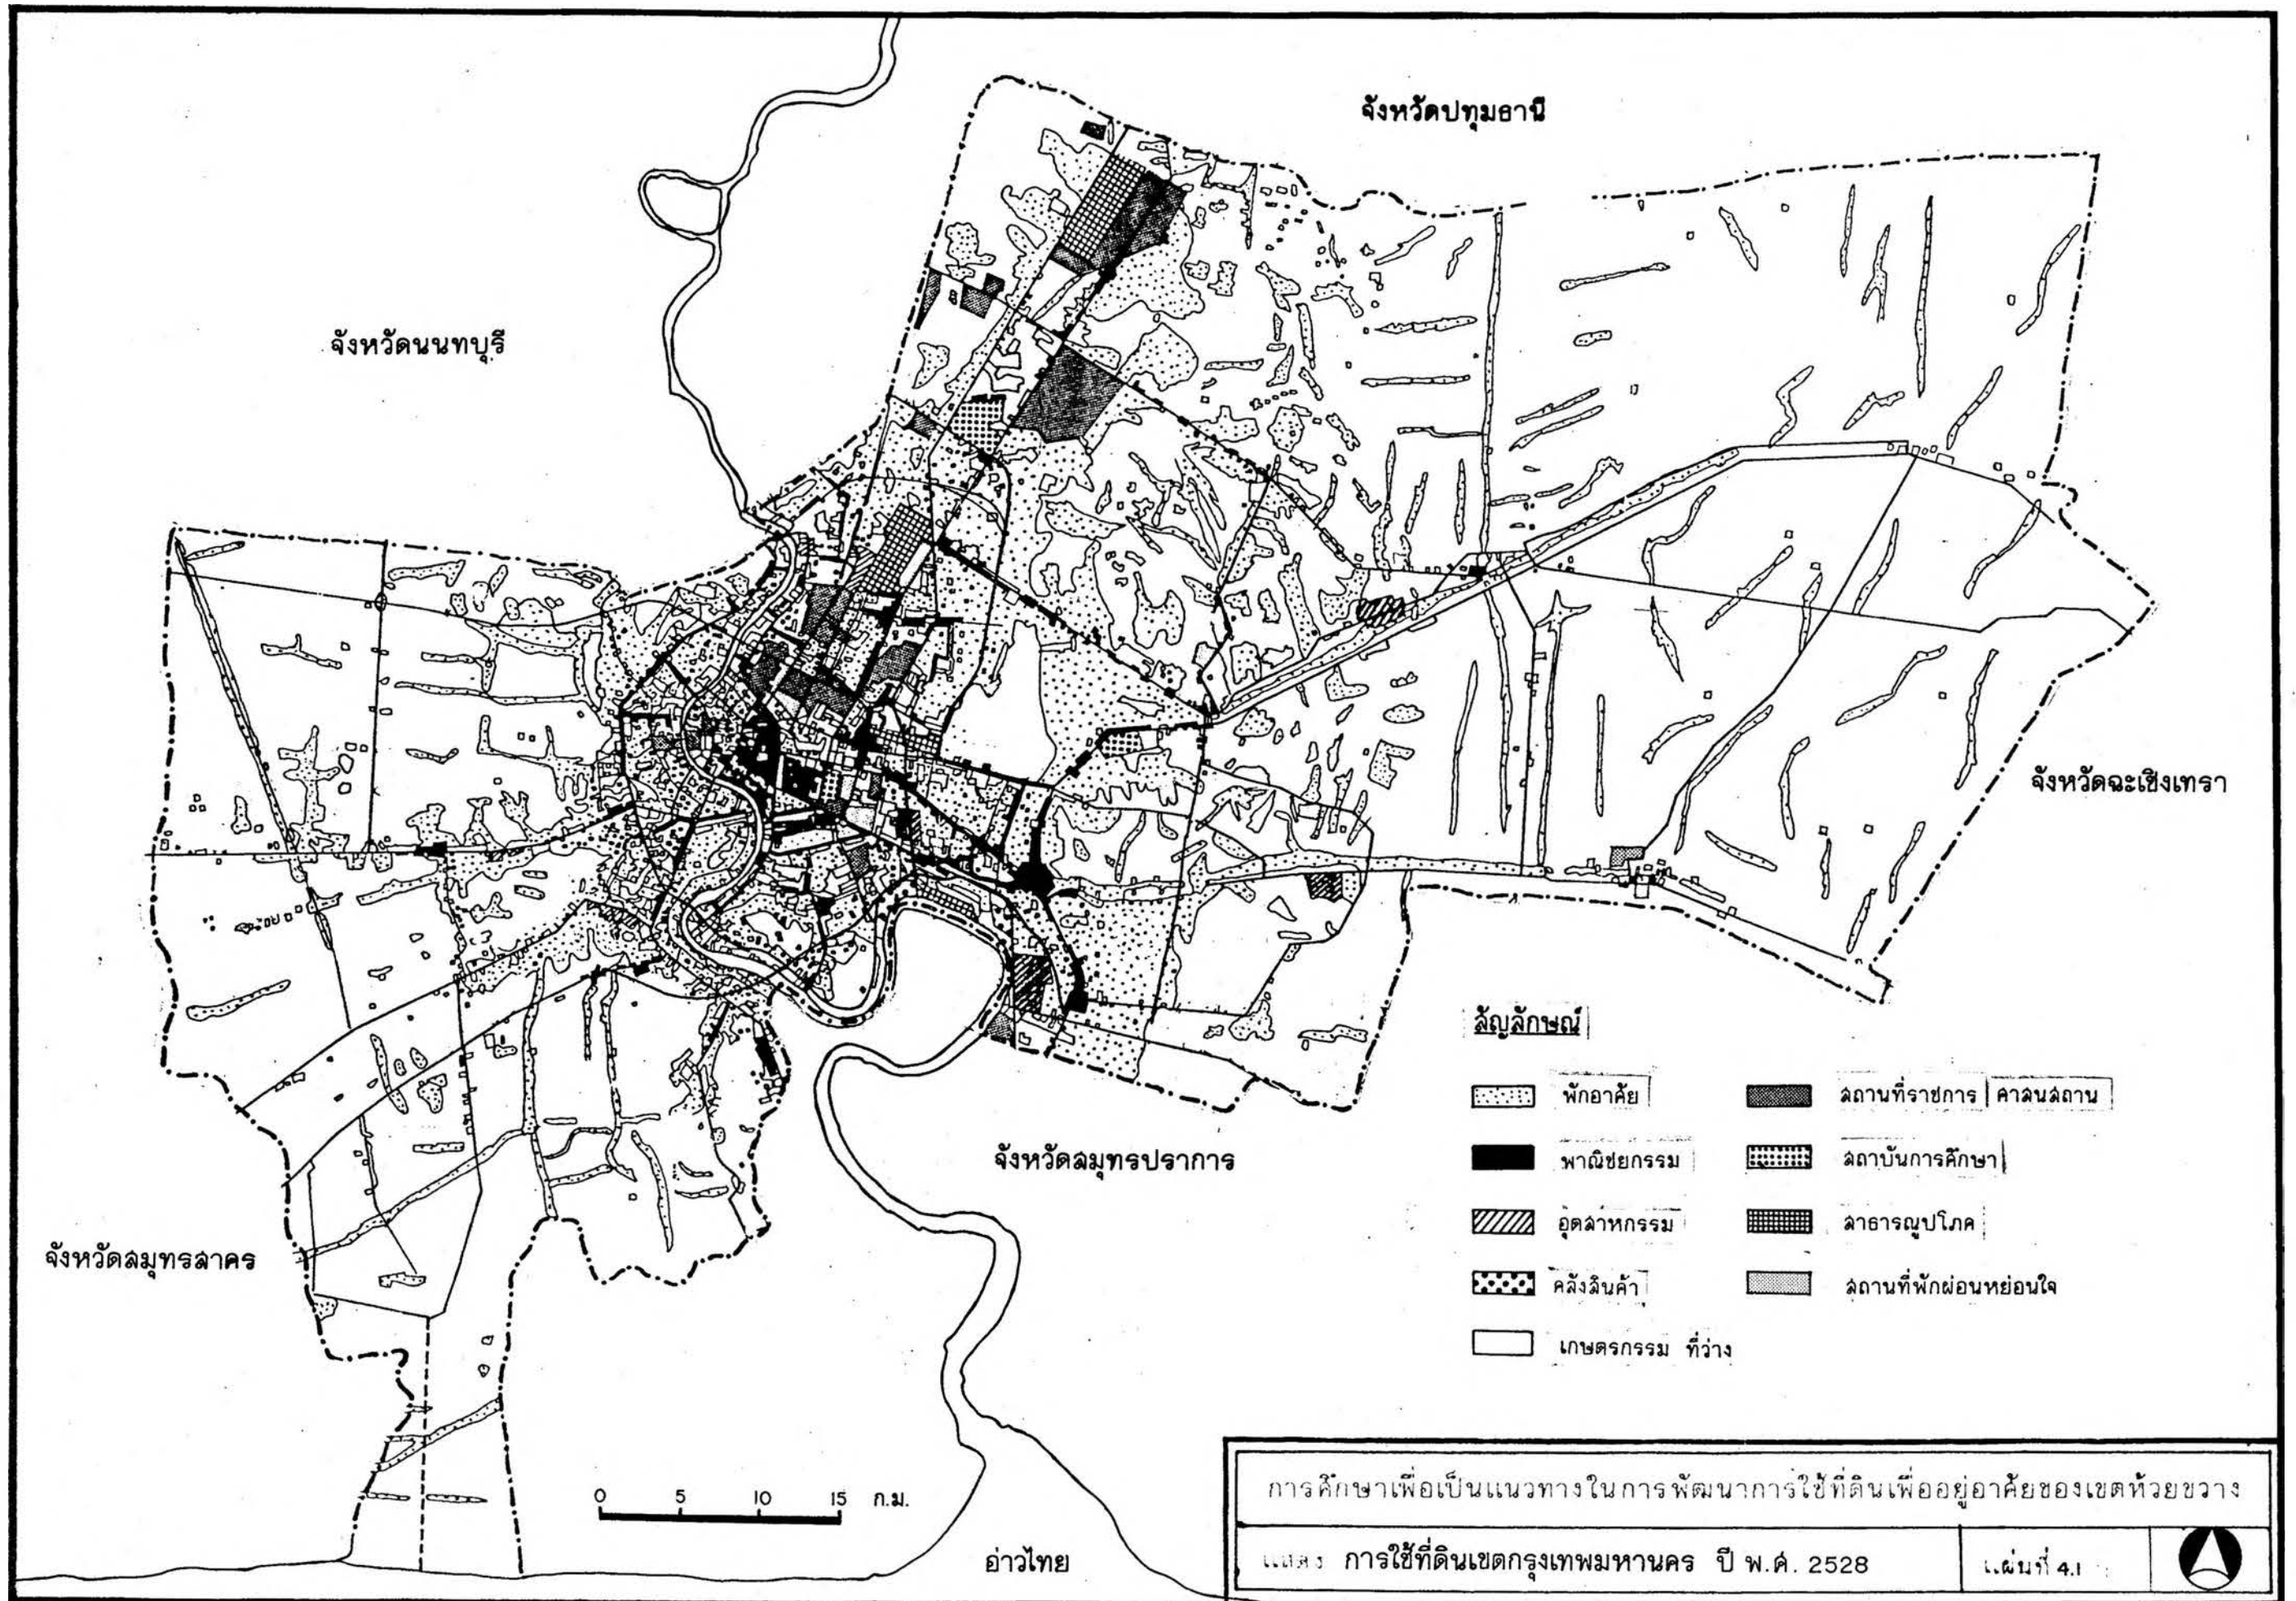 จังหวัดปทุมธานี
จังหวัดนนทบุรี
จังหวัดฉะเชิงเทรา
จังหวัดสมุทรปราการ
จังหวัดสมุทรสาคร
อ่าวไทย
สัญลักษณ์
พักอาศัย
พาณิชยกรรม
อุตสาหกรรม
คลังสินค้า
เกษตรกรรม ที่ว่าง
สถานที่ราชการ ศาสนสถาน
สถาบันการศึกษา
สาธารณูปโภค
สถานที่พักผ่อนหย่อนใจ
0 5 10 15 ก.ม.
การศึกษาเพื่อเป็นแนวทางในการพัฒนาการใช้ที่ดินเพื่ออยู่อาศัยของเขตห้วยขวาง
แสดง การใช้ที่ดินเขตกรุงเทพมหานคร ปี พ.ศ. 2528
แผ่นที่ 4.1